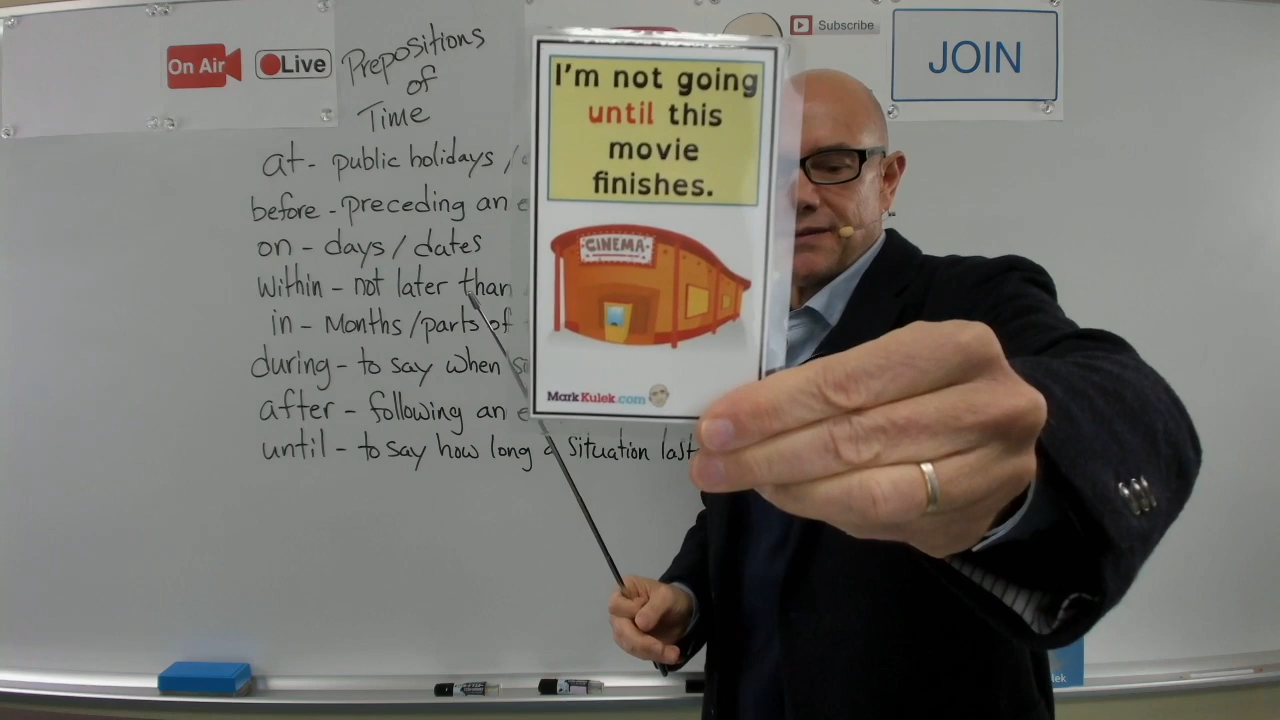 On Air
Live
Subscribe
JOIN
Prepositions
of
Time
at - public holidays /
before - preceding an
on - days / dates
within - not later than
in - Months / parts of
during - to say when
after - following an
until - to say how long a situation last
I'm not going
until this
movie
finishes.
CINEMA
MarkKulek.com